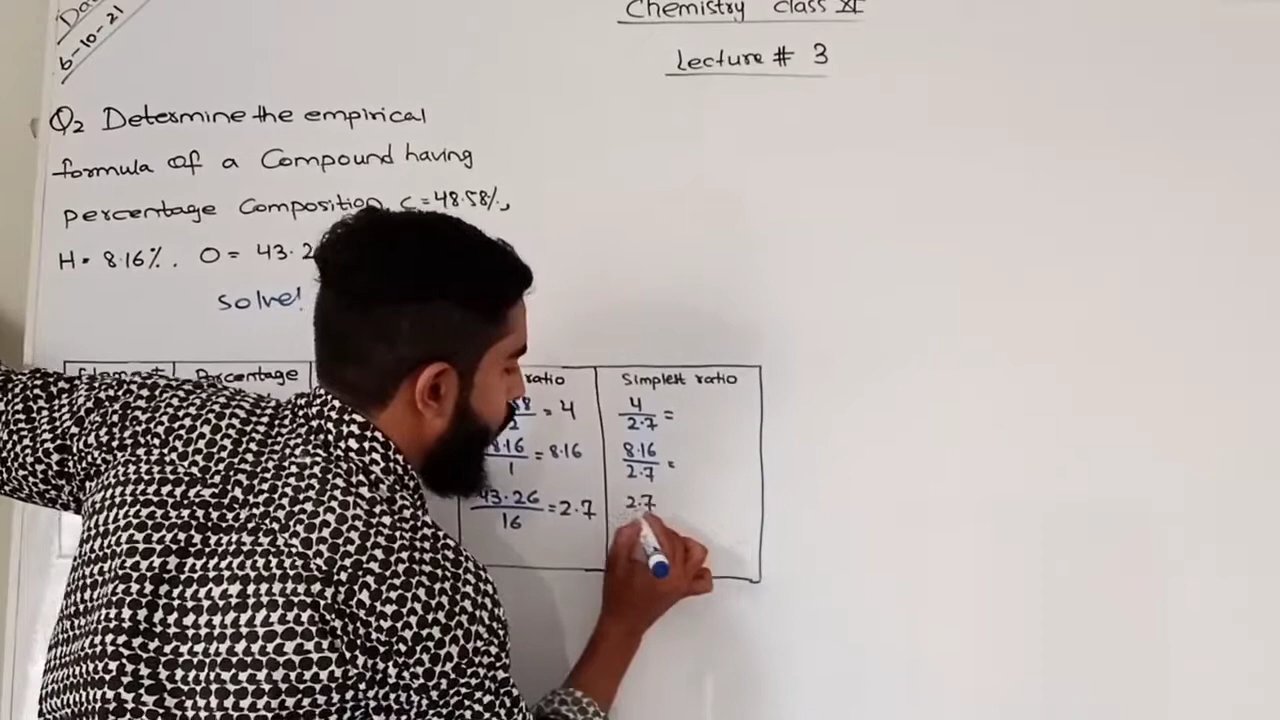 6-10-21
Chemistry Class XI
Lecture # 3
Q2 Determine the empirical
formula of a Compound having
percentage Composition C=48.58%,
H= 8.16%. O= 43.2
Solve!
Element Percentage ratio Simplest ratio
2 = 4
4/2.7 =
8.16/1 = 8.16
8.16/2.7 =
43.26/16 = 2.7
2.7